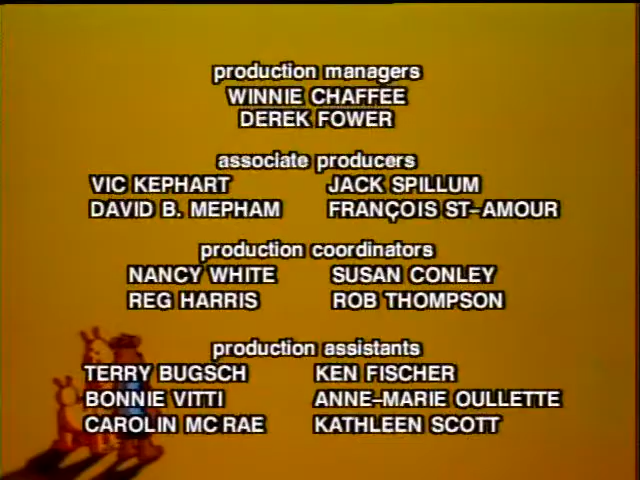 production managers
WINNIE CHAFFEE
DEREK FOWER
associate producers
VIC KEPHART JACK SPILLUM
DAVID B. MEPHAM FRANÇOIS ST-AMOUR
production coordinators
NANCY WHITE SUSAN CONLEY
REG HARRIS ROB THOMPSON
production assistants
TERRY BUGSCH KEN FISCHER
BONNIE VITTI ANNE-MARIE OULLETTE
CAROLIN MC RAE KATHLEEN SCOTT